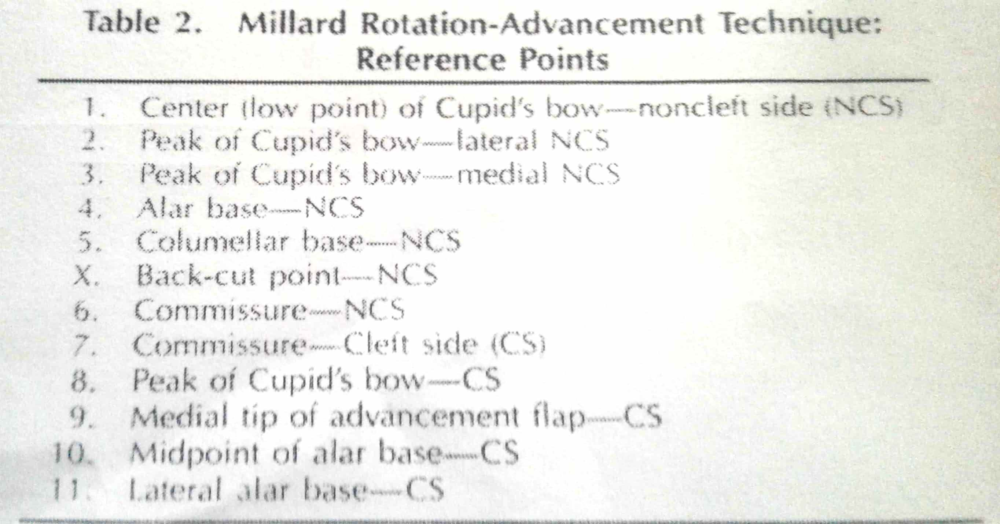 Table 2. Millard Rotation-Advancement Technique:
Reference Points
1. Center (low point) of Cupid's bow—noncleft side (NCS)
2. Peak of Cupid's bow—lateral NCS
3. Peak of Cupid's bow—medial NCS
4. Alar base—NCS
5. Columellar base—NCS
X. Back-cut point—NCS
6. Commissure—NCS
7. Commissure—Cleft side (CS)
8. Peak of Cupid's bow—CS
9. Medial tip of advancement flap—CS
10. Midpoint of alar base—CS
11. Lateral alar base—CS